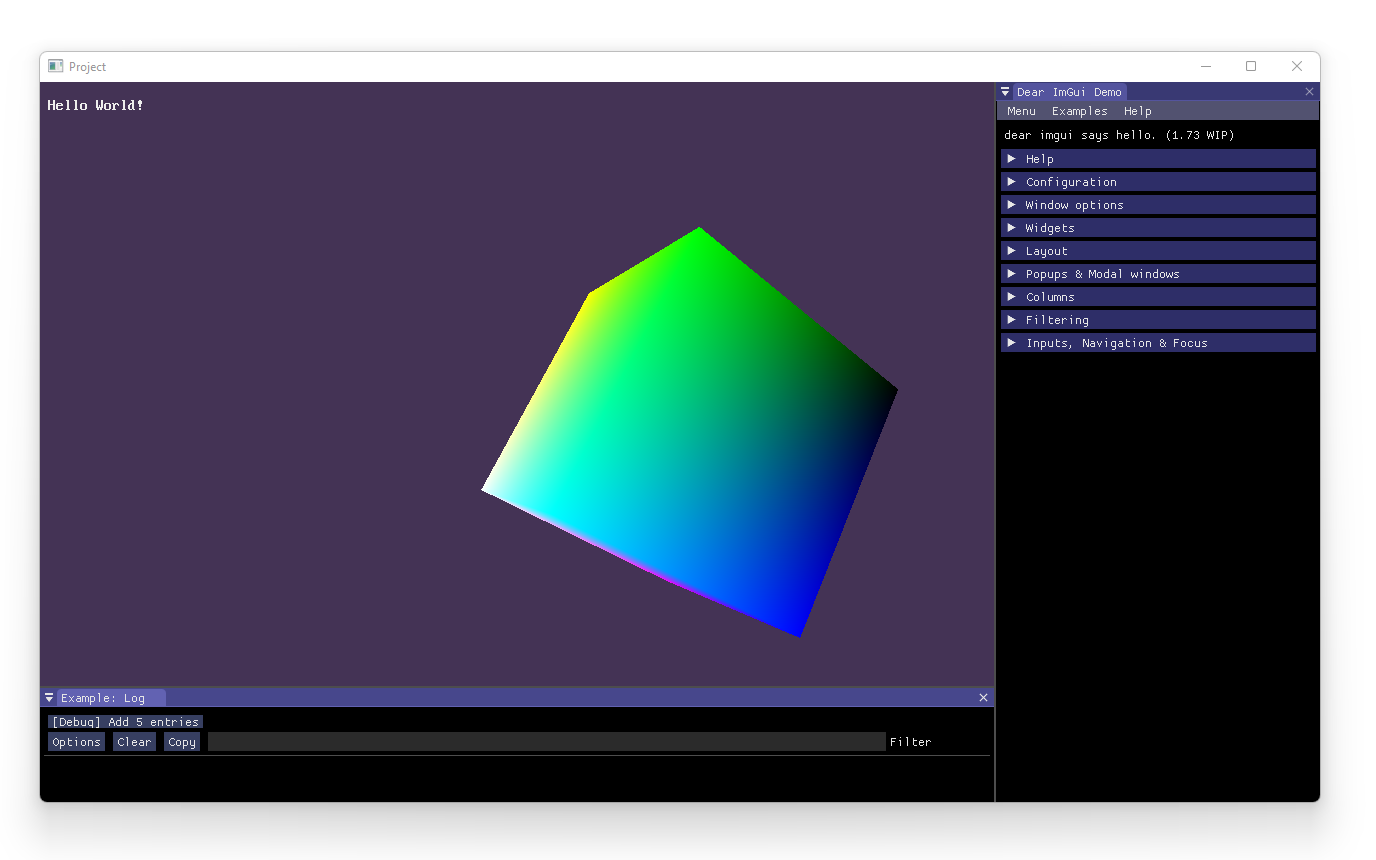 Project
Hello World!
Dear ImGui Demo
Menu Examples Help
dear imgui says hello. (1.73 WIP)
Help
Configuration
Window options
Widgets
Layout
Popups & Modal windows
Columns
Filtering
Inputs, Navigation & Focus
Example: Log
[Debug] Add 5 entries
Options Clear Copy Filter